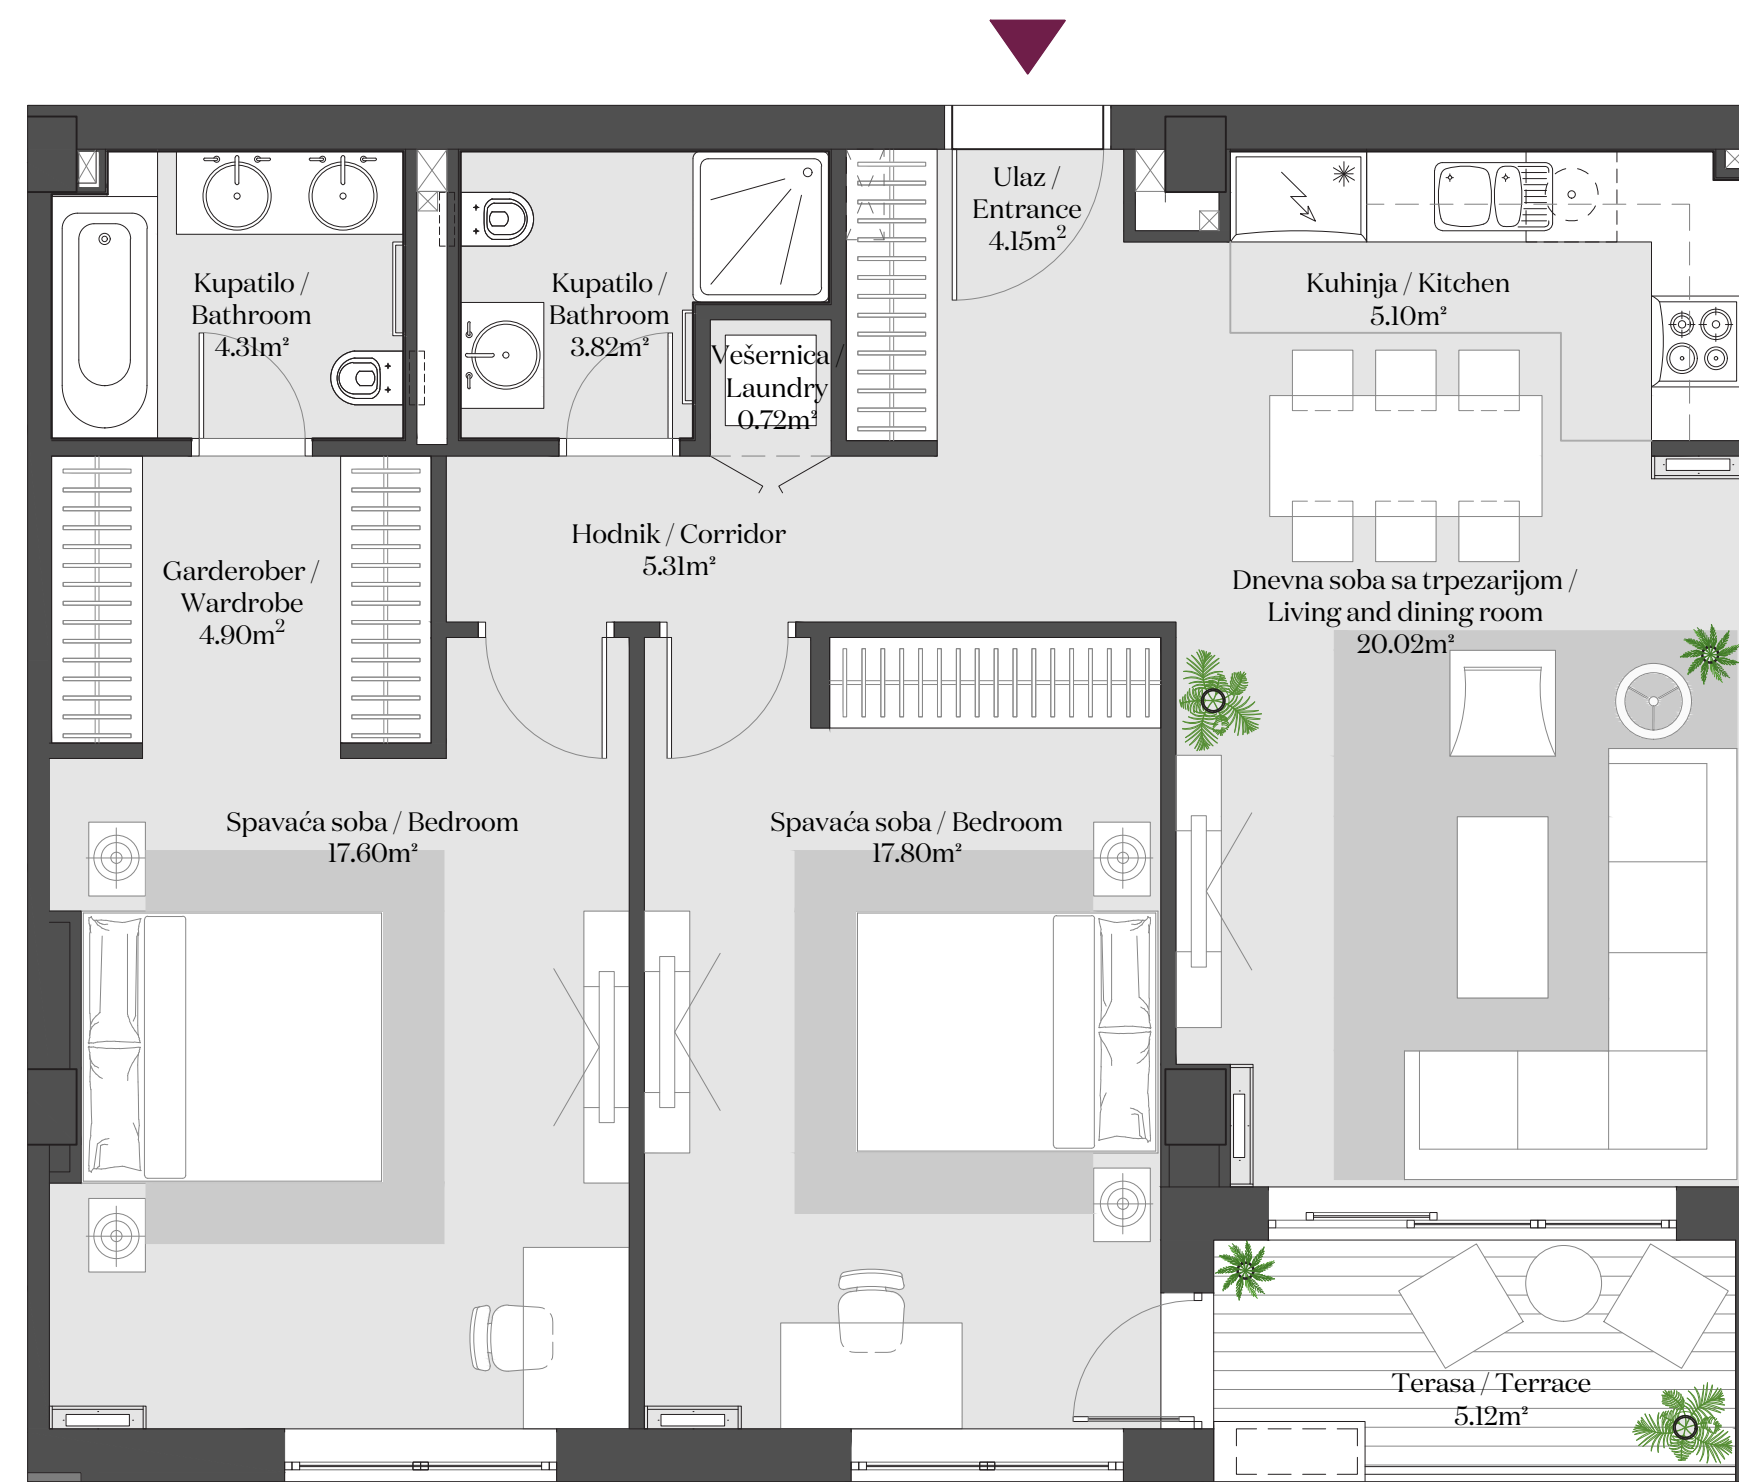 Ulaz /
Entrance
4.15m²
Kupatilo /
Bathroom
4.31m²
Kupatilo /
Bathroom
3.82m²
Kuhinja / Kitchen
5.10m²
Vešernica /
Laundry
0.72m²
Hodnik / Corridor
5.31m²
Garderober /
Wardrobe
4.90m²
Dnevna soba sa trpezarijom /
Living and dining room
20.02m²
Spavaća soba / Bedroom
17.60m²
Spavaća soba / Bedroom
17.80m²
Terasa / Terrace
5.12m²